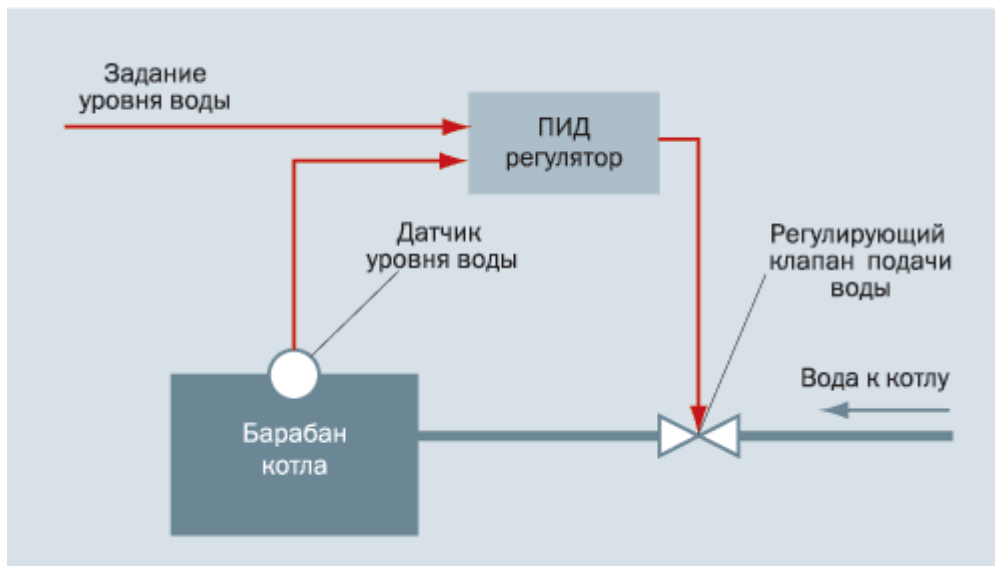 Задание
уровня воды
ПИД
регулятор
Датчик
уровня воды
Регулирующий
клапан подачи
воды
Вода к котлу
Барабан
котла